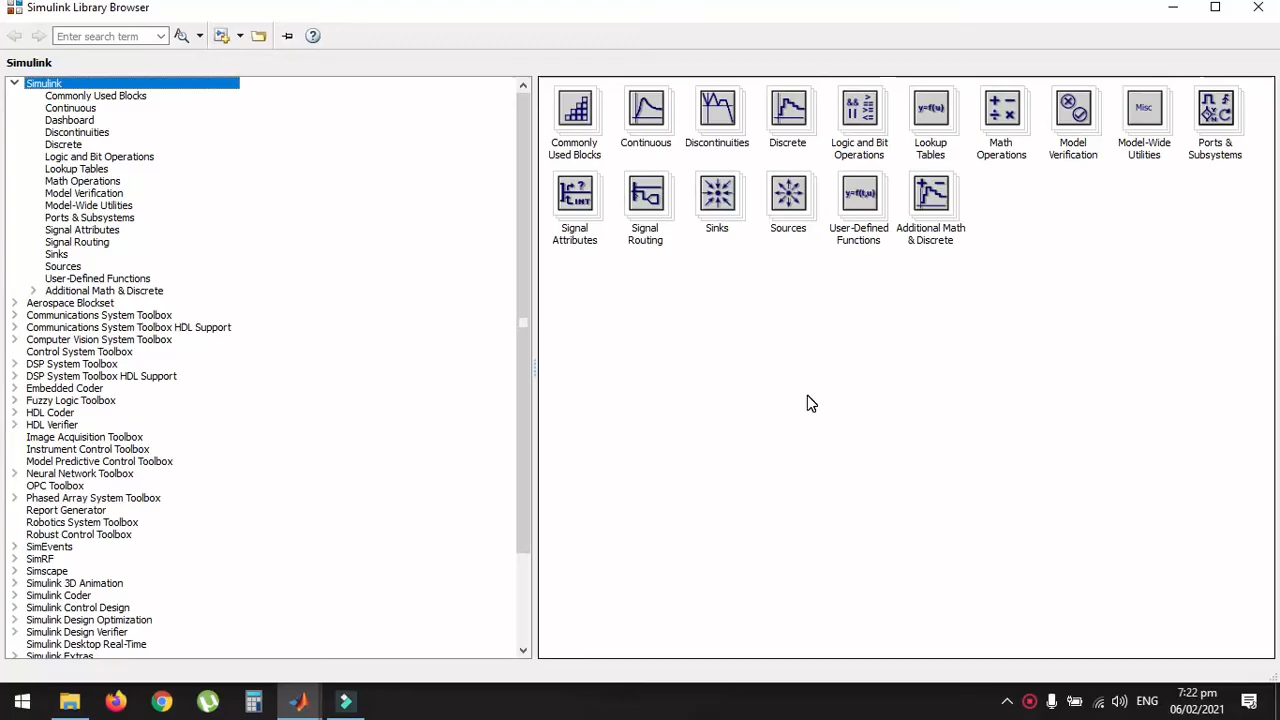 Simulink Library Browser
Enter search term
Simulink
Simulink
Commonly Used Blocks
Continuous
Dashboard
Discontinuities
Discrete
Logic and Bit Operations
Lookup Tables
Math Operations
Model Verification
Model-Wide Utilities
Ports & Subsystems
Signal Attributes
Signal Routing
Sinks
Sources
User-Defined Functions
Additional Math & Discrete
Aerospace Blockset
Communications System Toolbox
Communications System Toolbox HDL Support
Computer Vision System Toolbox
Control System Toolbox
DSP System Toolbox
DSP System Toolbox HDL Support
Embedded Coder
Fuzzy Logic Toolbox
HDL Coder
HDL Verifier
Image Acquisition Toolbox
Instrument Control Toolbox
Model Predictive Control Toolbox
Neural Network Toolbox
OPC Toolbox
Phased Array System Toolbox
Report Generator
Robotics System Toolbox
Robust Control Toolbox
SimEvents
SimRF
Simscape
Simulink 3D Animation
Simulink Coder
Simulink Control Design
Simulink Design Optimization
Simulink Design Verifier
Simulink Desktop Real-Time
Simulink Extras
&& >=
|| <=
y=f(u)
+ −
÷ ×
Misc
Commonly Used Blocks
Continuous
Discontinuities
Discrete
Logic and Bit Operations
Lookup Tables
Math Operations
Model Verification
Model-Wide Utilities
Ports & Subsystems
?
INT
y=f(t,u)
+ −
Signal Attributes
Signal Routing
Sinks
Sources
User-Defined Functions
Additional Math & Discrete
ENG
7:22 pm
06/02/2021